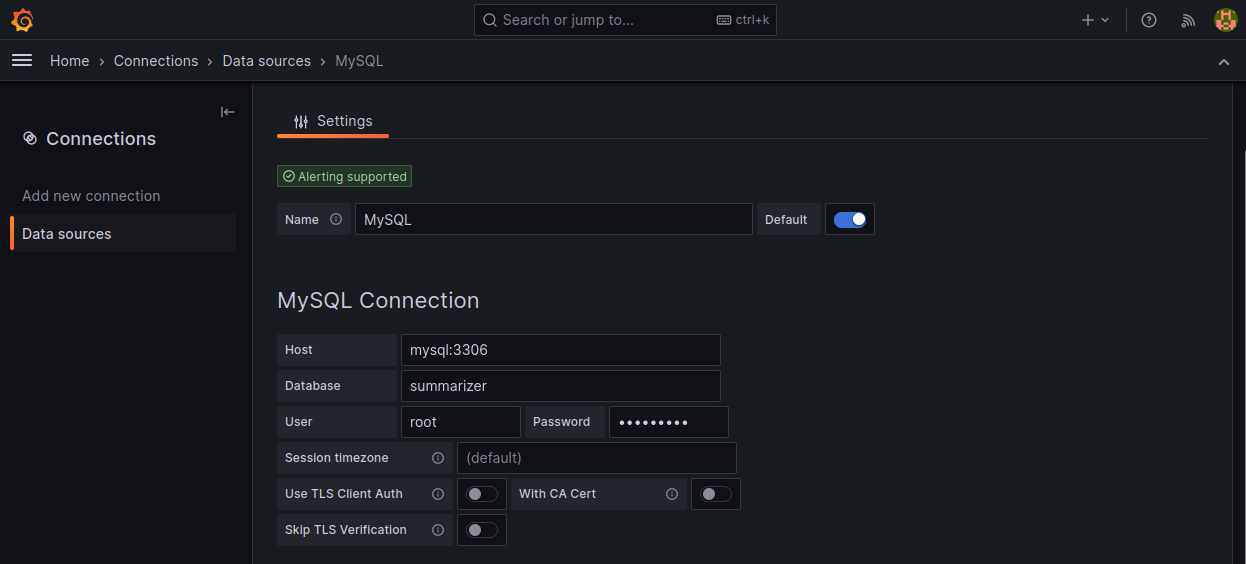 Search or jump to... ctrl+k
Home › Connections › Data sources › MySQL
Connections
Add new connection
Data sources
Settings
Alerting supported
Name MySQL Default
MySQL Connection
Host mysql:3306
Database summarizer
User root Password •••••••••
Session timezone (default)
Use TLS Client Auth With CA Cert
Skip TLS Verification